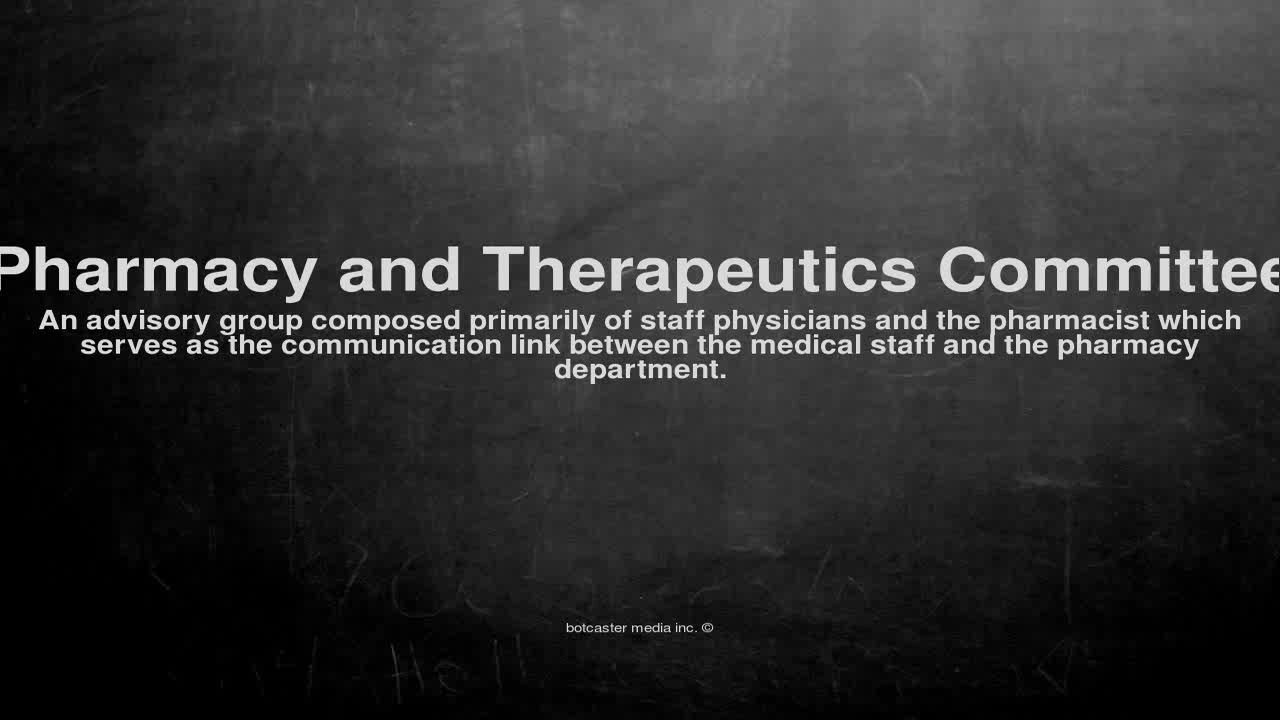 Pharmacy and Therapeutics Committee
An advisory group composed primarily of staff physicians and the pharmacist which
serves as the communication link between the medical staff and the pharmacy
department.
botcaster media inc. ©